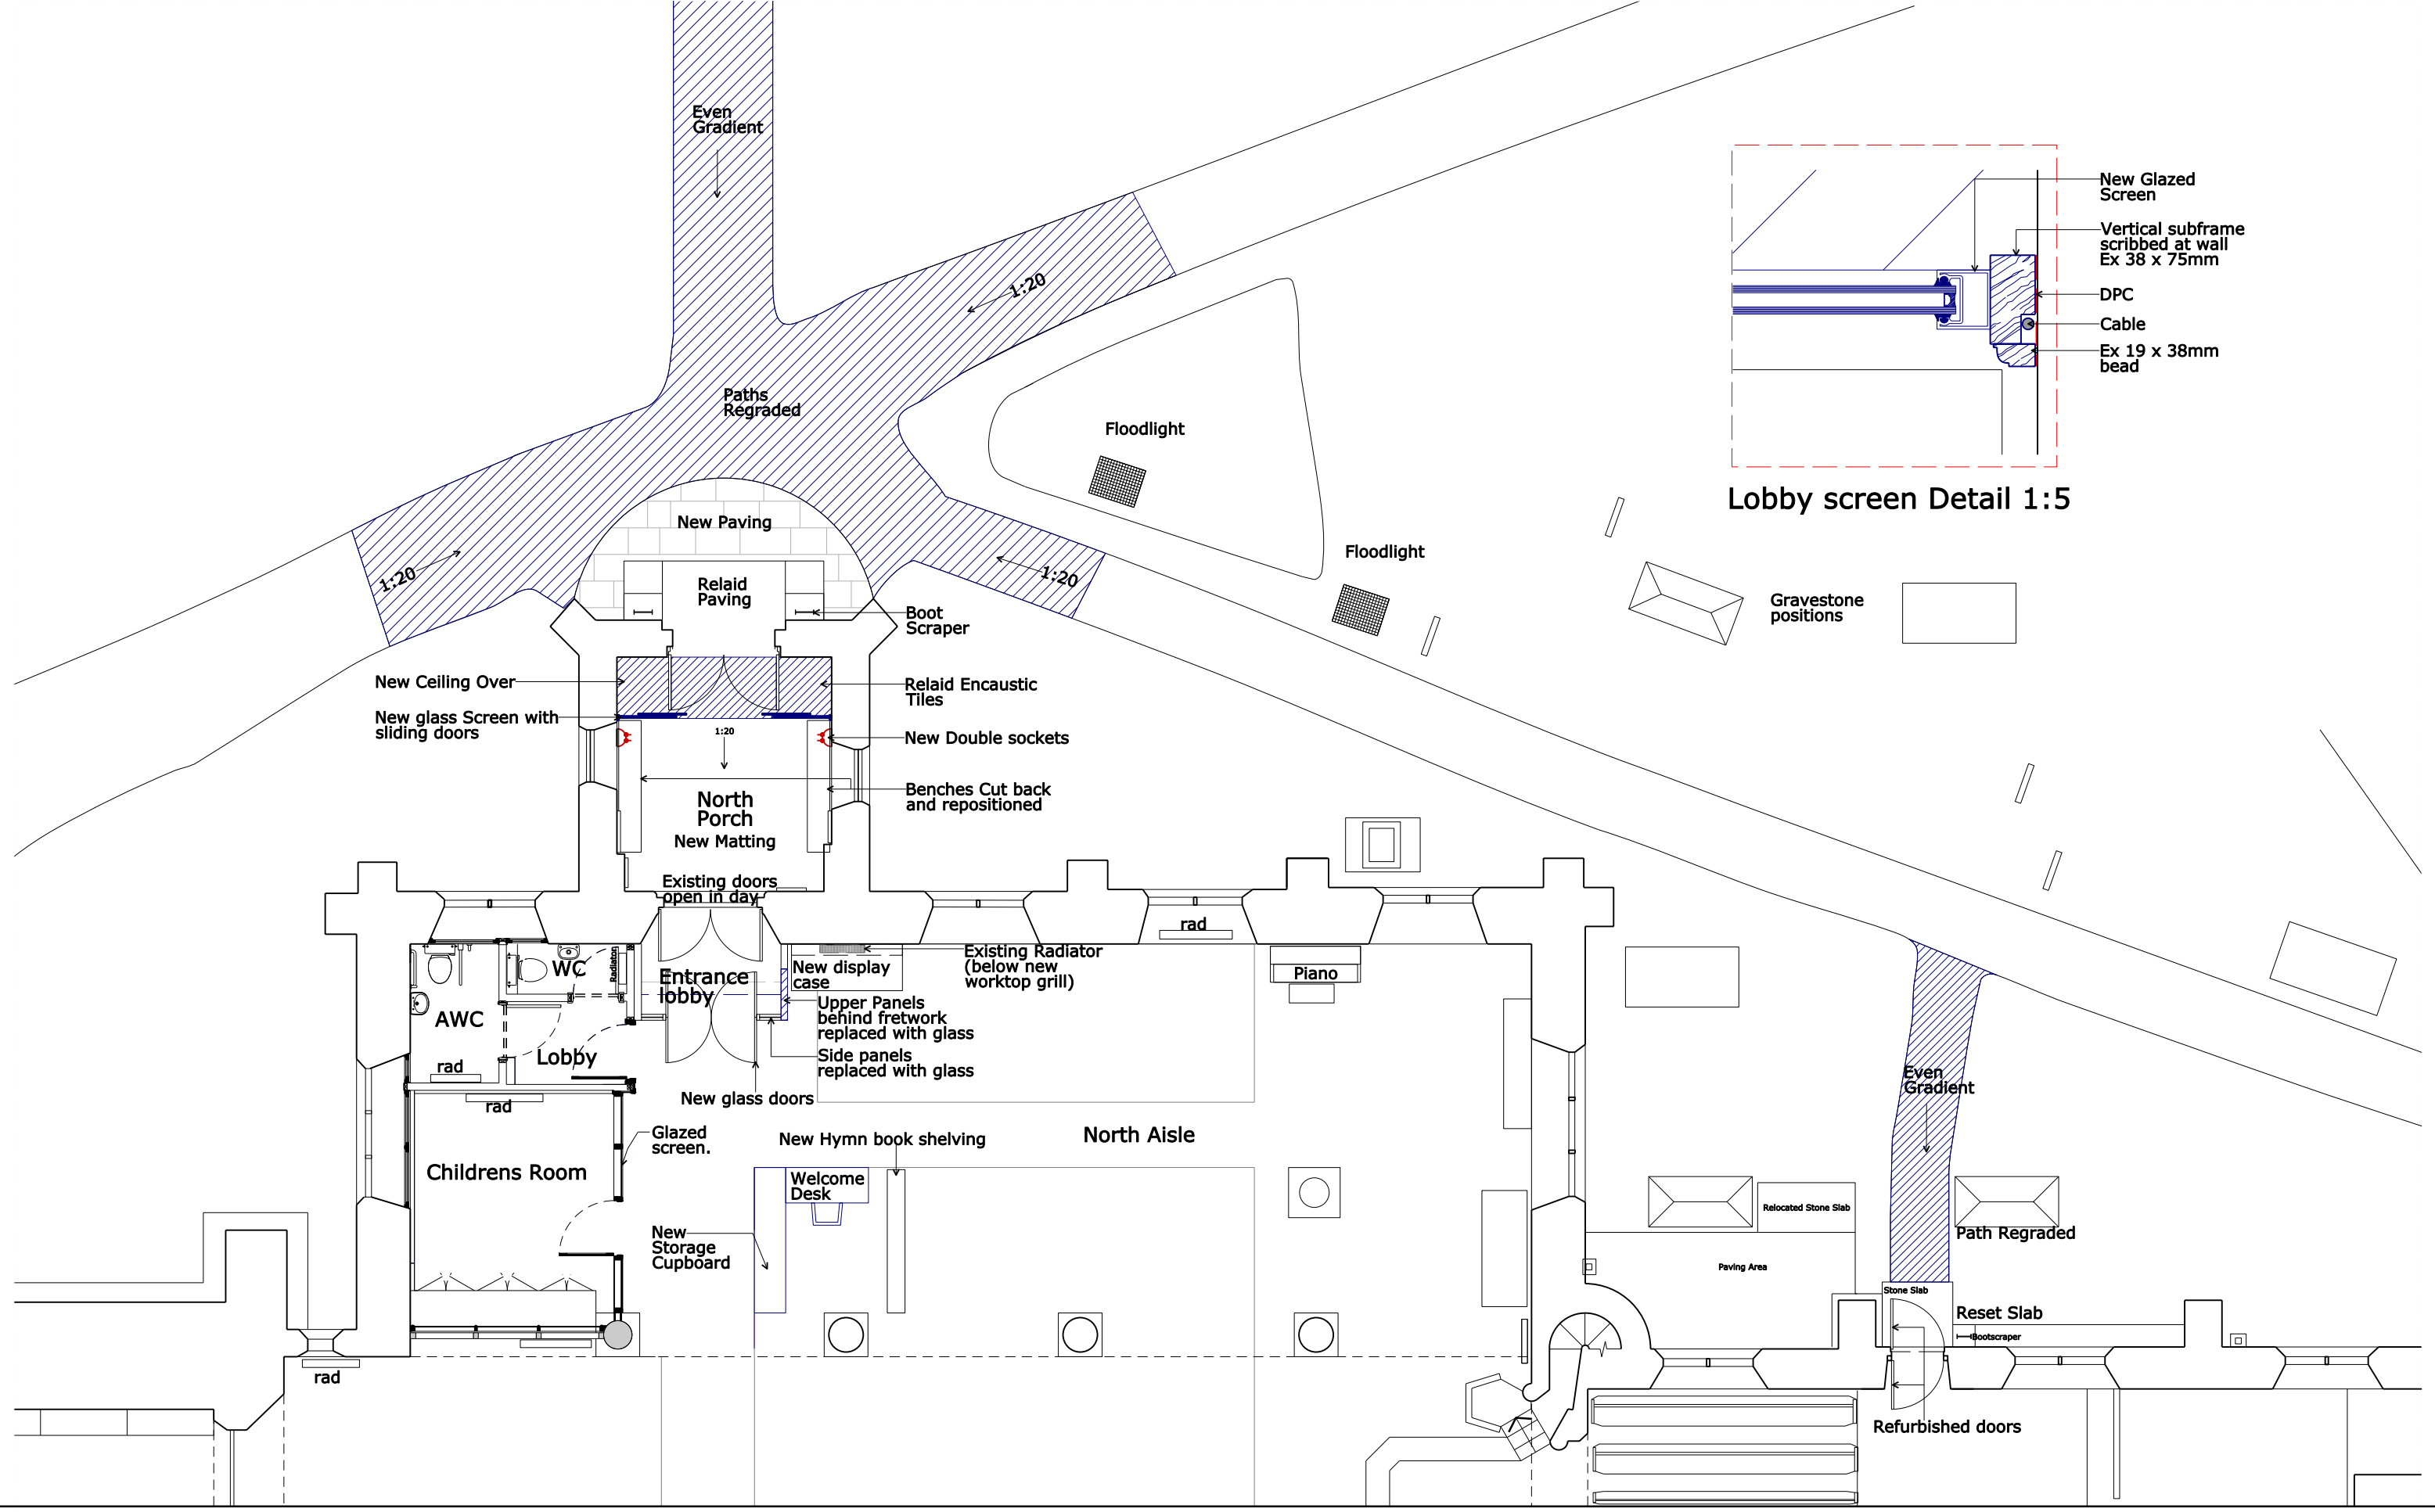 Even
Gradient
New Glazed
Screen
Vertical subframe
scribbed at wall
Ex 38 x 75mm
1:20
DPC
Cable
Ex 19 x 38mm
bead
Paths
Regraded
Floodlight
Lobby screen Detail 1:5
New Paving
Floodlight
1:20
1:20
Relaid
Paving
Gravestone
positions
Boot
Scraper
New Ceiling Over
Relaid Encaustic
Tiles
New glass Screen with
sliding doors
1:20
New Double sockets
Benches Cut back
and repositioned
North
Porch
New Matting
Existing doors
open in day
rad
Existing Radiator
(below new
worktop grill)
New display
case
Piano
WC
Radiator
Entrance
lobby
Upper Panels
behind fretwork
replaced with glass
AWC
Lobby
Side panels
replaced with glass
rad
New glass doors
rad
Even
Gradient
Glazed
screen.
New Hymn book shelving
North Aisle
Childrens Room
Welcome
Desk
Relocated Stone Slab
New
Storage
Cupboard
Path Regraded
Paving Area
Stone Slab
Reset Slab
Bootscraper
rad
Refurbished doors